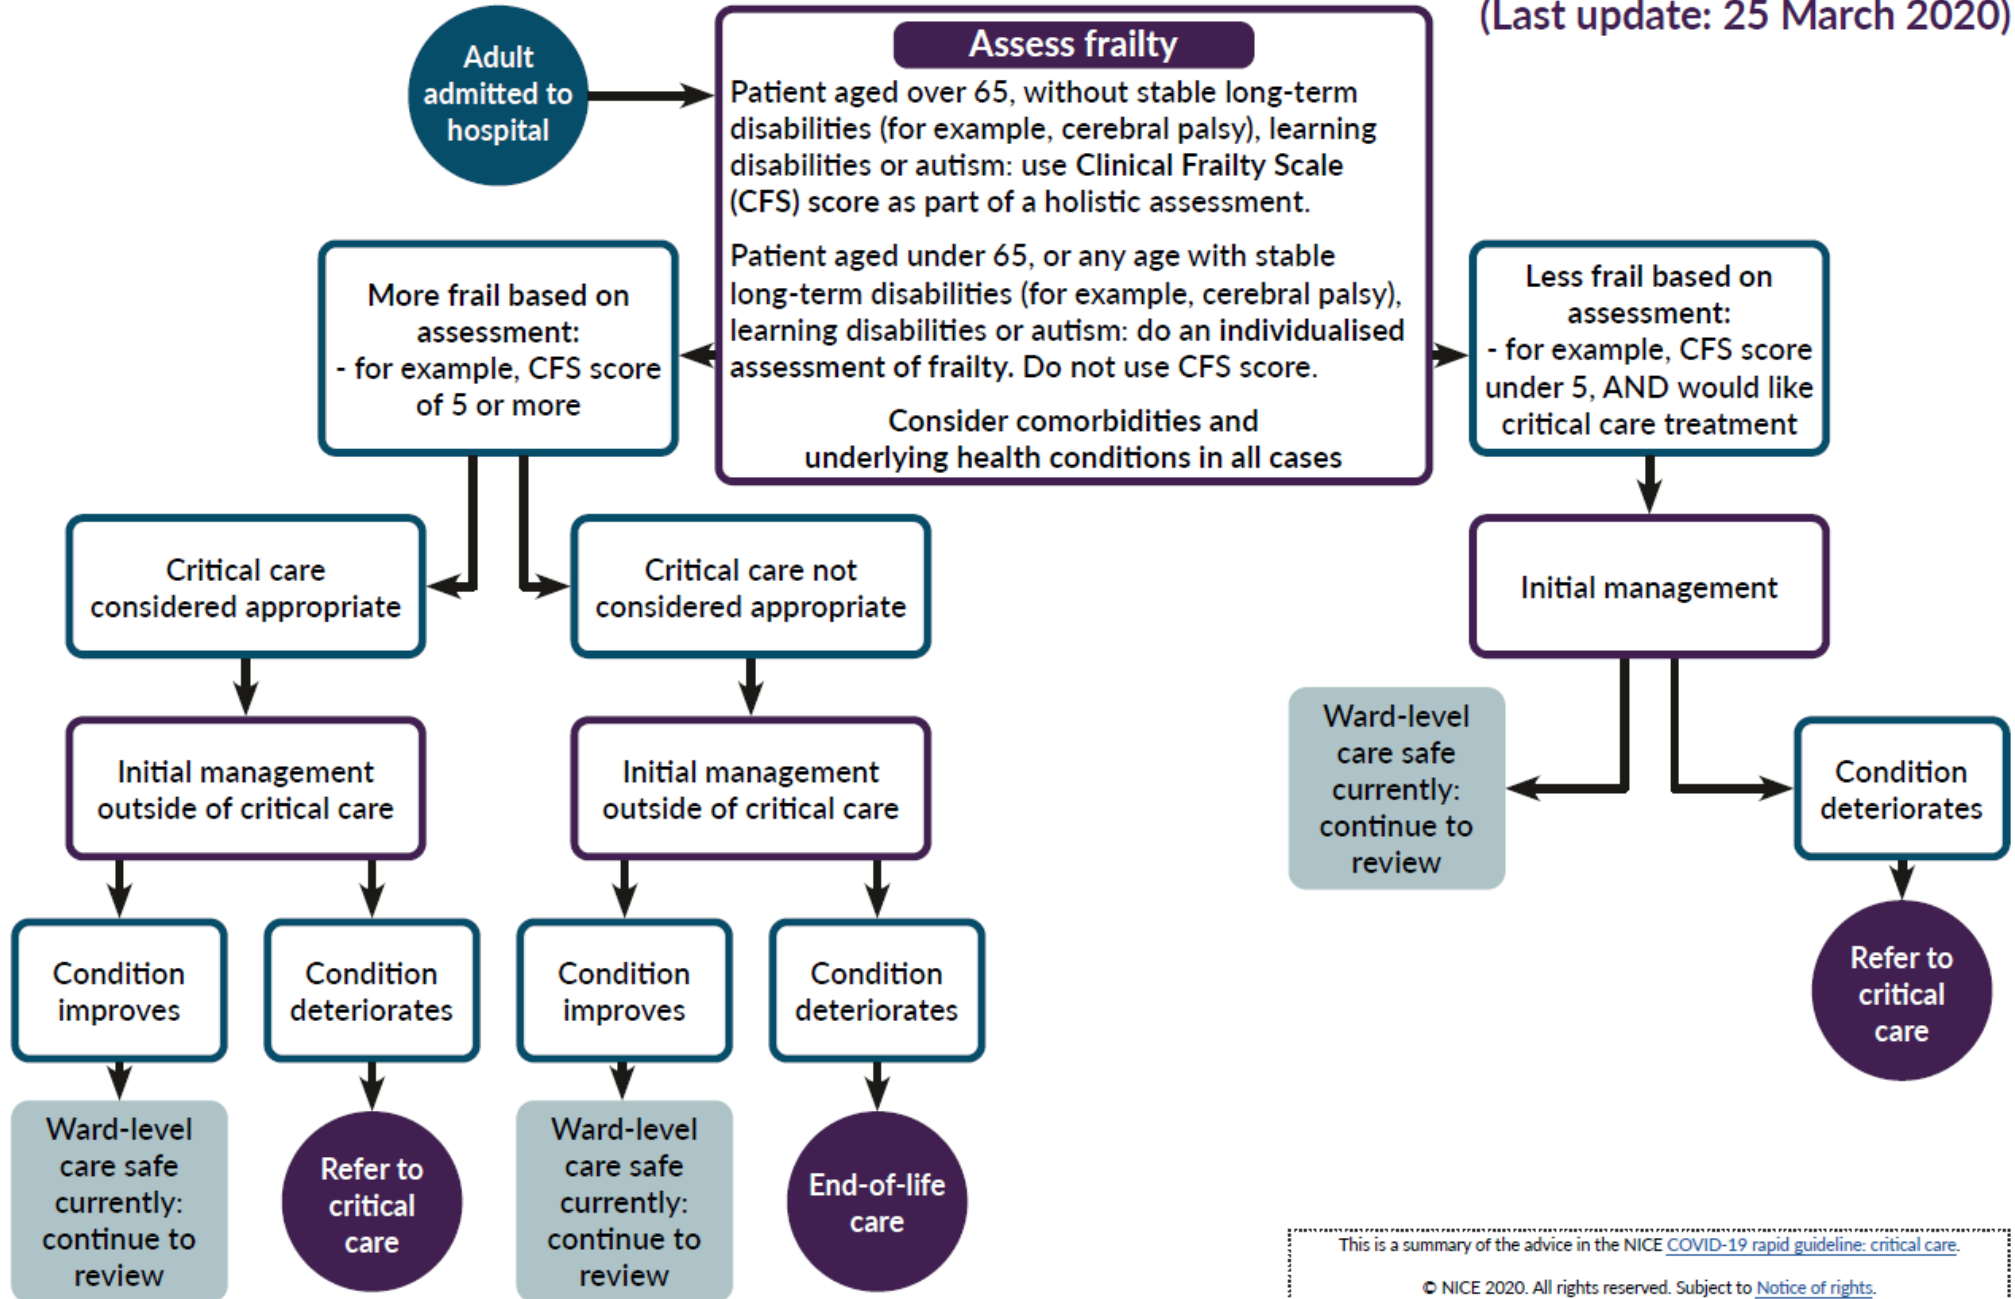 (Last update: 25 March 2020)
Adult
admitted to
hospital
Assess frailty
Patient aged over 65, without stable long-term
disabilities (for example, cerebral palsy), learning
disabilities or autism: use Clinical Frailty Scale
(CFS) score as part of a holistic assessment.
Patient aged under 65, or any age with stable
long-term disabilities (for example, cerebral palsy),
learning disabilities or autism: do an individualised
assessment of frailty. Do not use CFS score.
Consider comorbidities and
underlying health conditions in all cases
More frail based on
assessment:
- for example, CFS score
of 5 or more
Less frail based on
assessment:
- for example, CFS score
under 5, AND would like
critical care treatment
Critical care
considered appropriate
Critical care not
considered appropriate
Initial management
Initial management
outside of critical care
Initial management
outside of critical care
Ward-level
care safe
currently:
continue to
review
Condition
deteriorates
Refer to
critical
care
Condition
improves
Condition
deteriorates
Condition
improves
Condition
deteriorates
Ward-level
care safe
currently:
continue to
review
Refer to
critical
care
Ward-level
care safe
currently:
continue to
review
End-of-life
care
This is a summary of the advice in the NICE COVID-19 rapid guideline: critical care.
© NICE 2020. All rights reserved. Subject to Notice of rights.